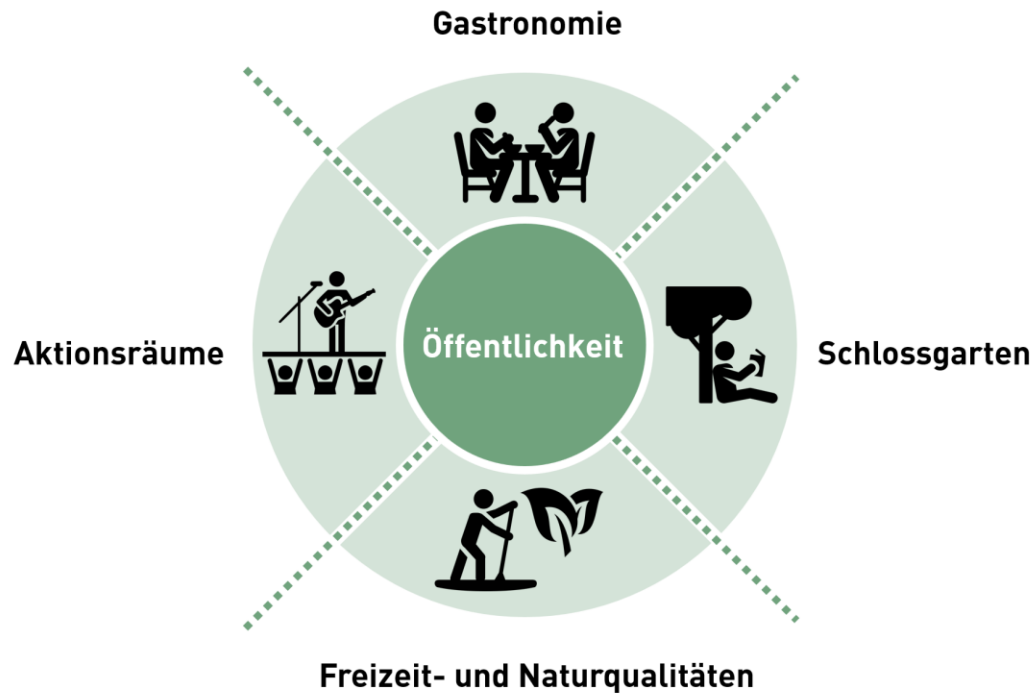 Gastronomie
Aktionsräume
Öffentlichkeit
Schlossgarten
Freizeit- und Naturqualitäten